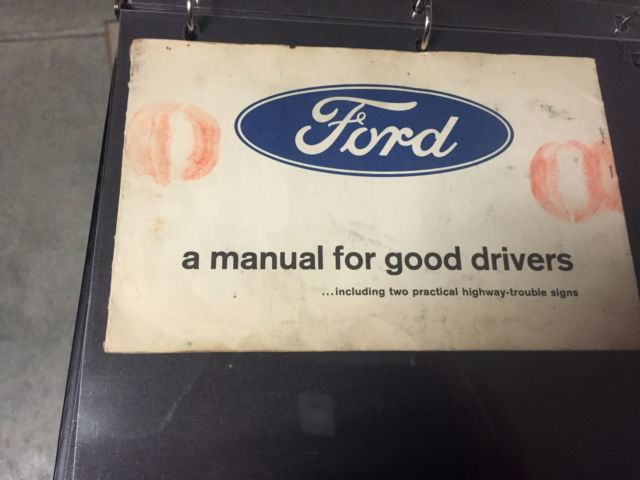 Ford
a manual for good drivers
...including two practical highway-trouble signs